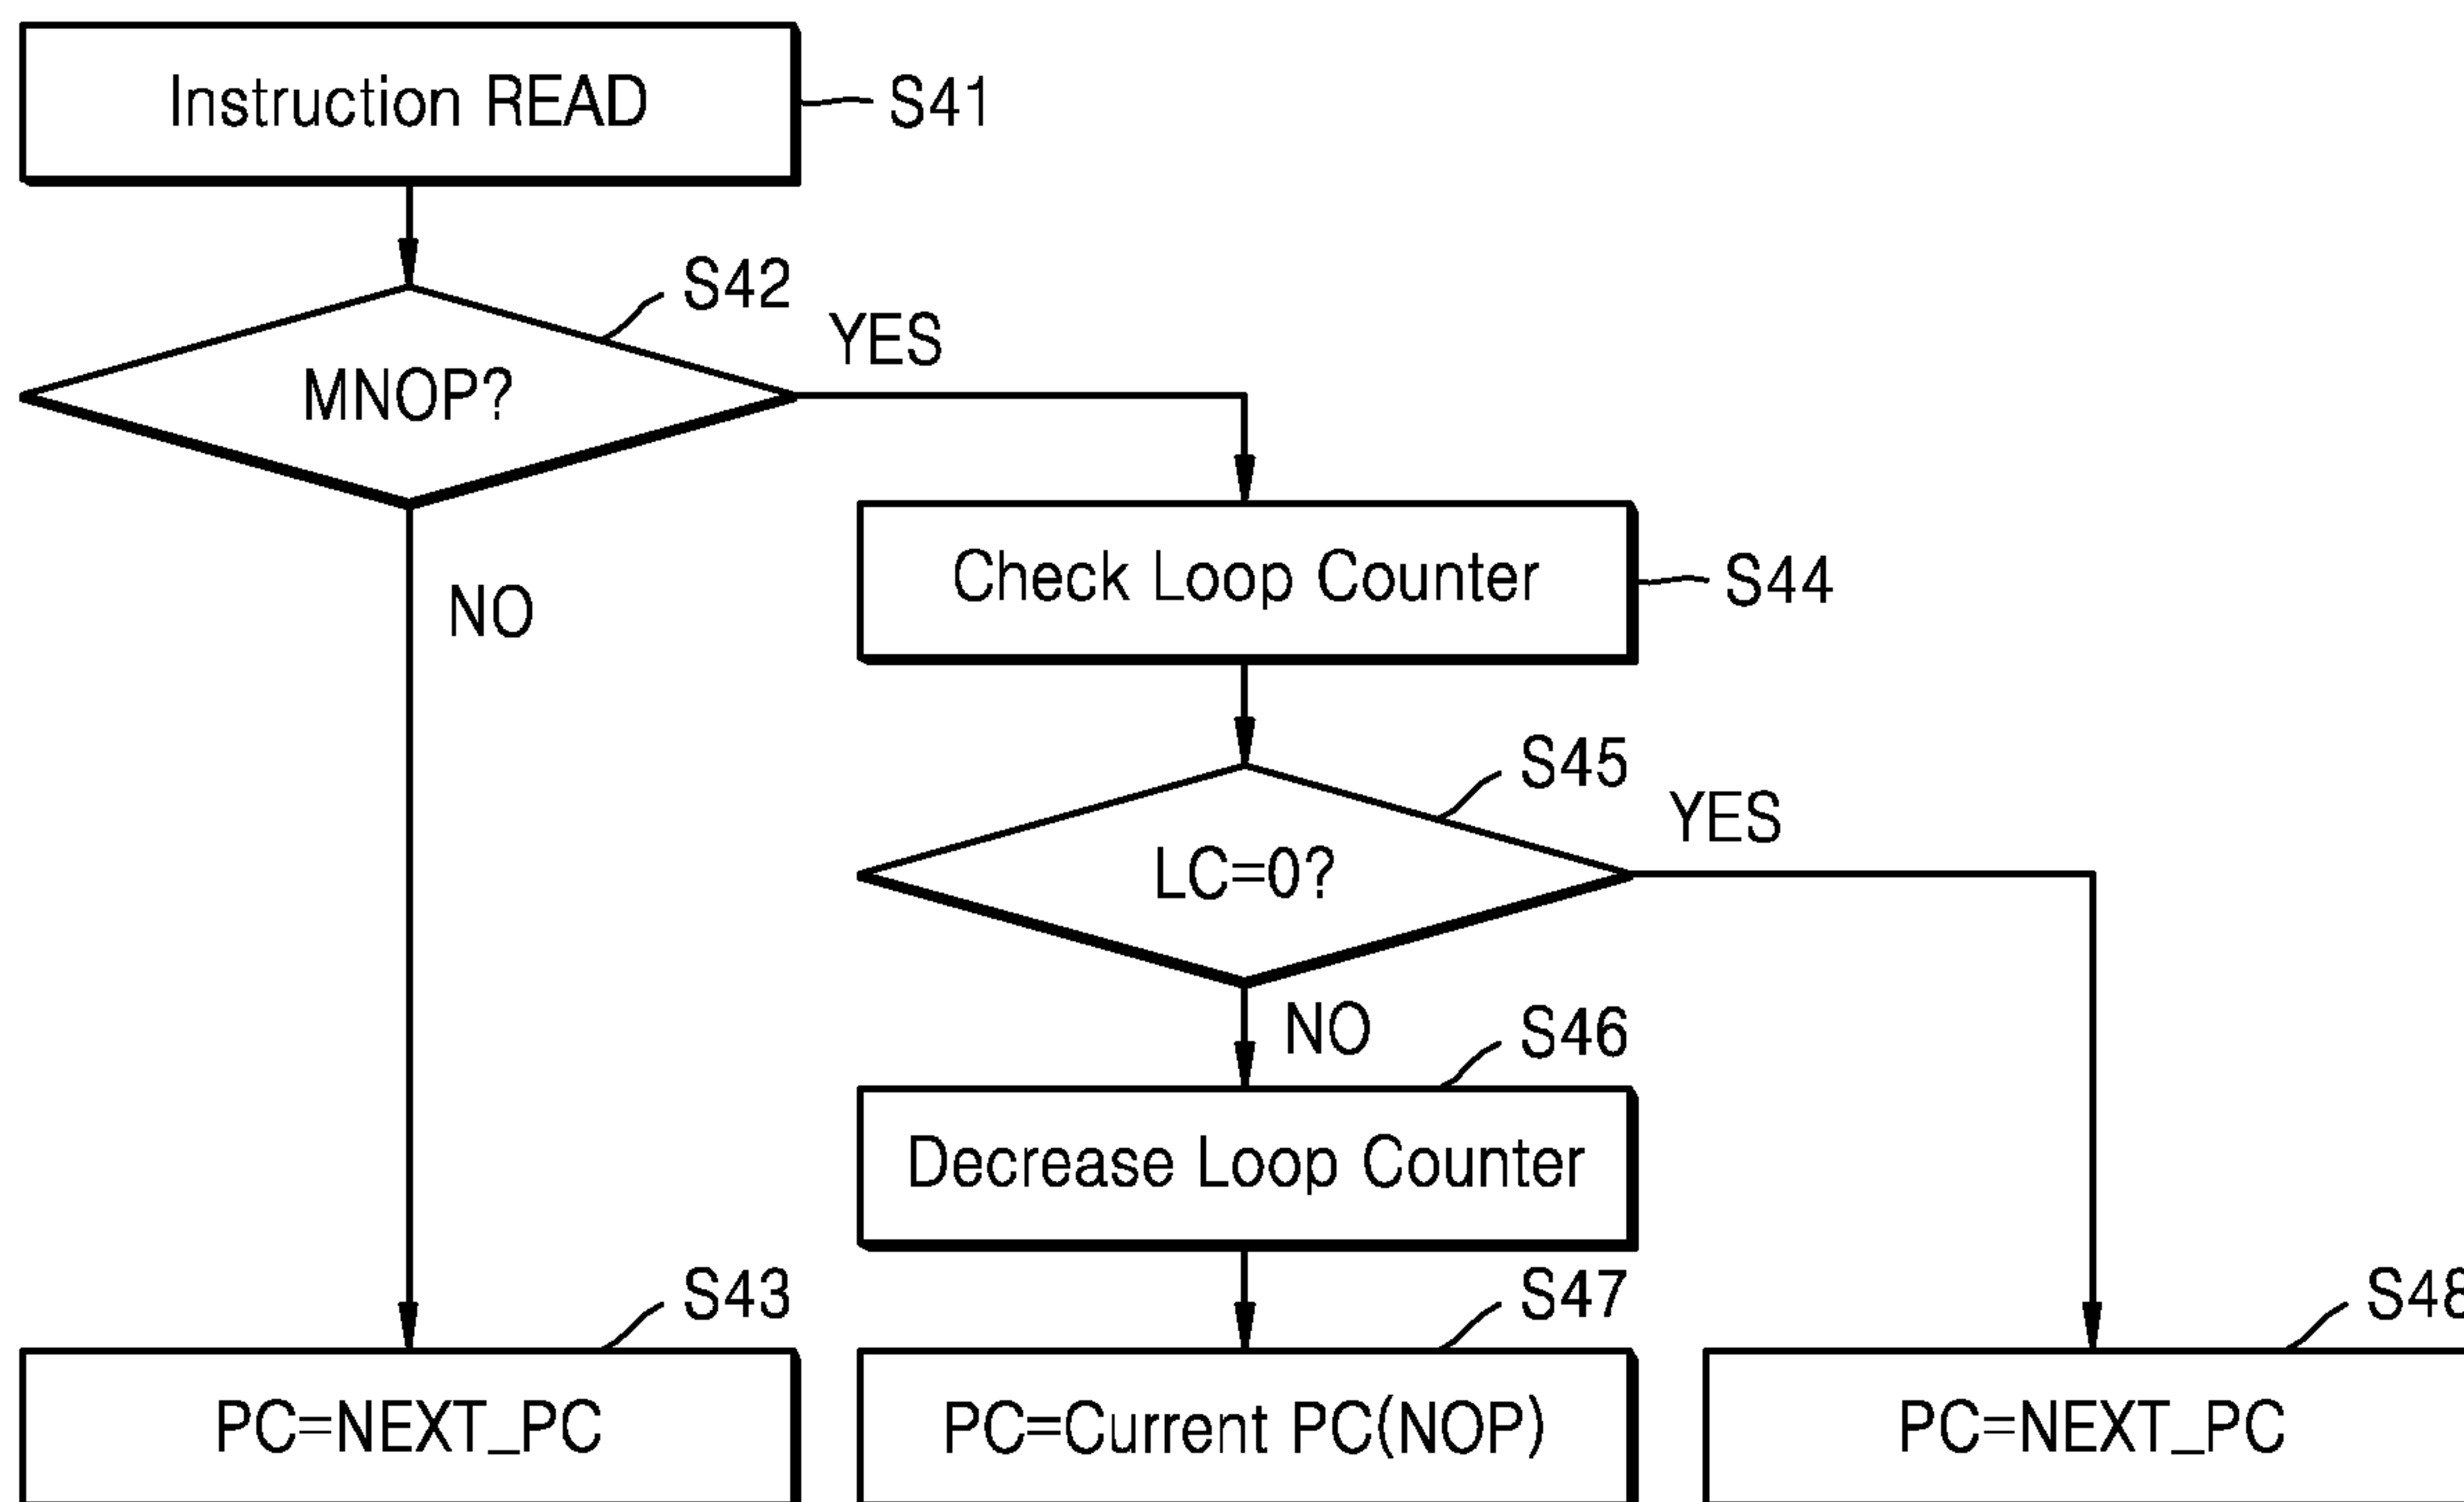 Instruction READ
S41
S42
MNOP?
YES
NO
Check Loop Counter
S44
S45
LC=0?
YES
NO
S46
Decrease Loop Counter
S43
PC=NEXT_PC
S47
PC=Current PC(NOP)
S48
PC=NEXT_PC